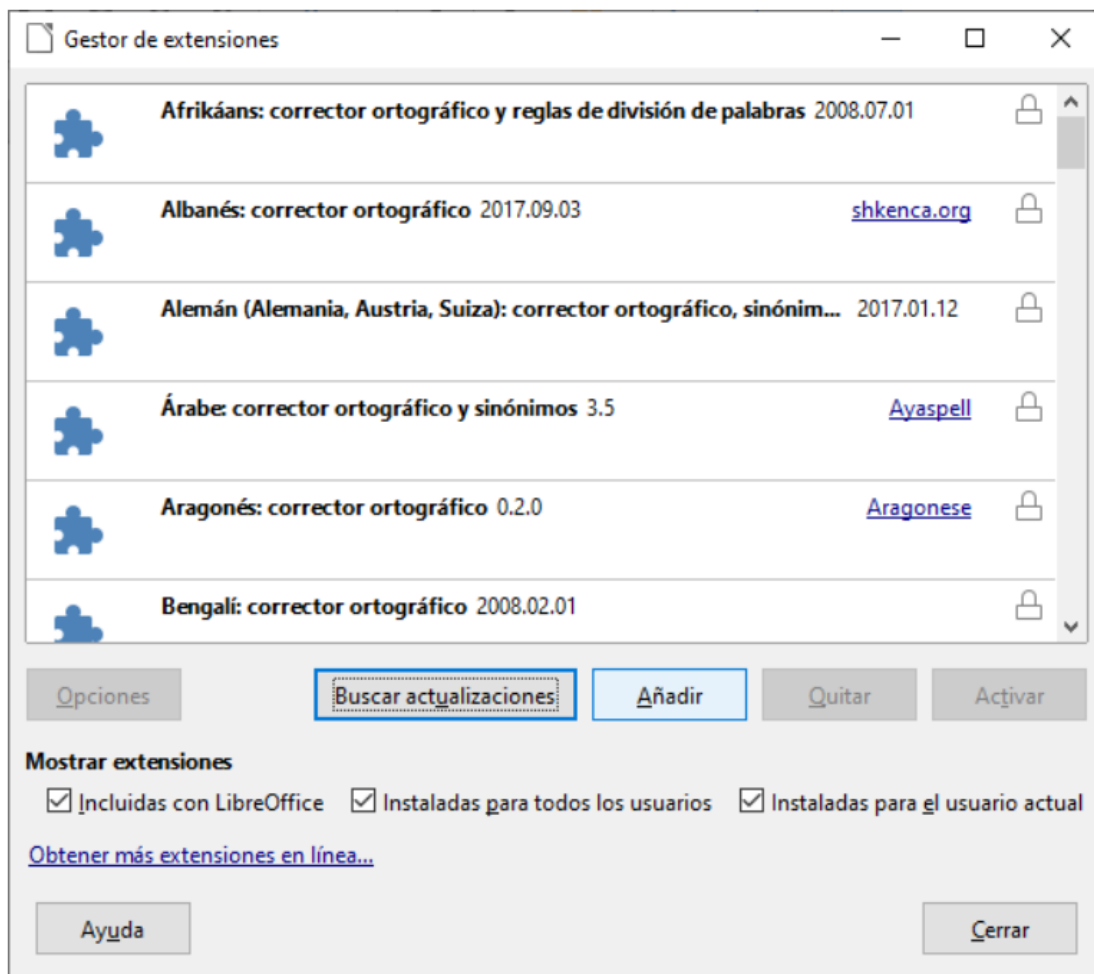 Gestor de extensiones
Afrikáans: corrector ortográfico y reglas de división de palabras 2008.07.01
Albanés: corrector ortográfico 2017.09.03 shkenca.org
Alemán (Alemania, Austria, Suiza): corrector ortográfico, sinónim... 2017.01.12
Árabe: corrector ortográfico y sinónimos 3.5 Ayaspell
Aragonés: corrector ortográfico 0.2.0 Aragonese
Bengalí: corrector ortográfico 2008.02.01
Opciones Buscar actualizaciones Añadir Quitar Activar
Mostrar extensiones
Incluidas con LibreOffice Instaladas para todos los usuarios Instaladas para el usuario actual
Obtener más extensiones en línea...
Ayuda Cerrar